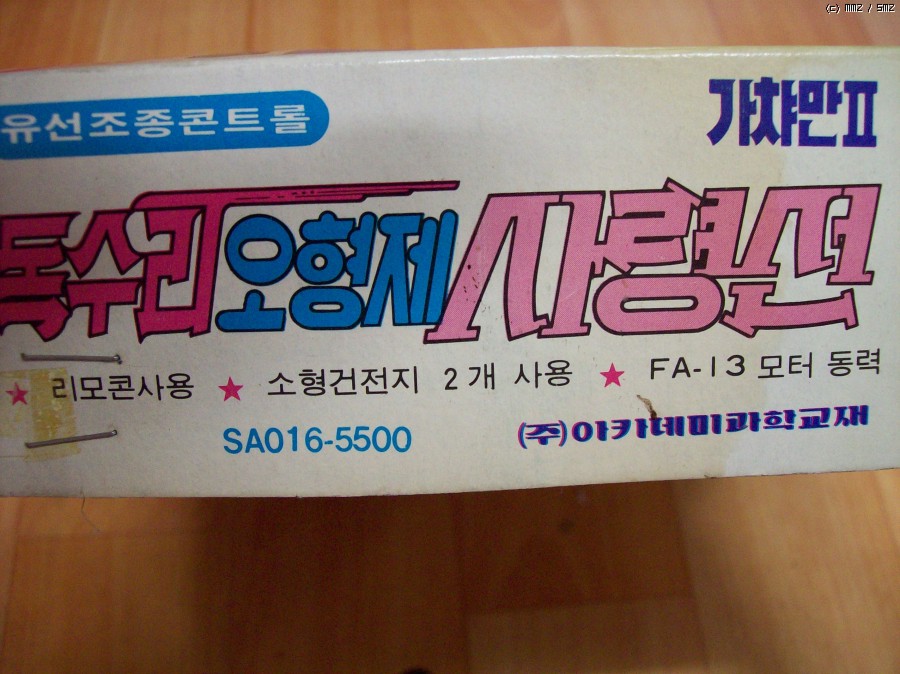 (c) mmz / smz
유선조종콘트롤
가챠만II
독수리오형제 사령선
★ 리모콘사용 ★ 소형건전지 2개 사용 ★ FA-13 모터 동력
SA016-5500
(주)아카데미과학교재